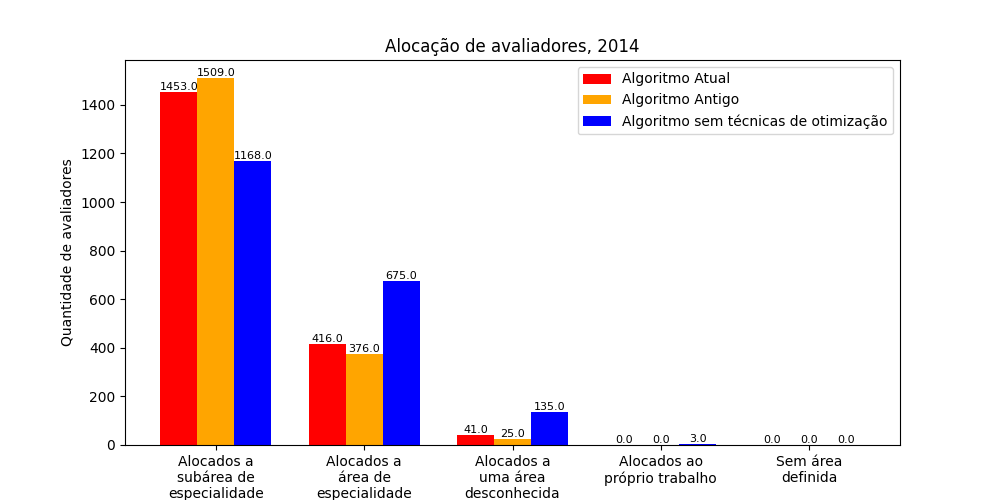 Alocação de avaliadores, 2014
Algoritmo Atual
Algoritmo Antigo
Algoritmo sem técnicas de otimização
Quantidade de avaliadores
1400
1200
1000
800
600
400
200
0
1453.0
1509.0
1168.0
416.0
376.0
675.0
41.0
25.0
135.0
0.0
0.0
3.0
0.0
0.0
0.0
Alocados a
subárea de
especialidade
Alocados a
área de
especialidade
Alocados a
uma área
desconhecida
Alocados ao
próprio trabalho
Sem área
definida